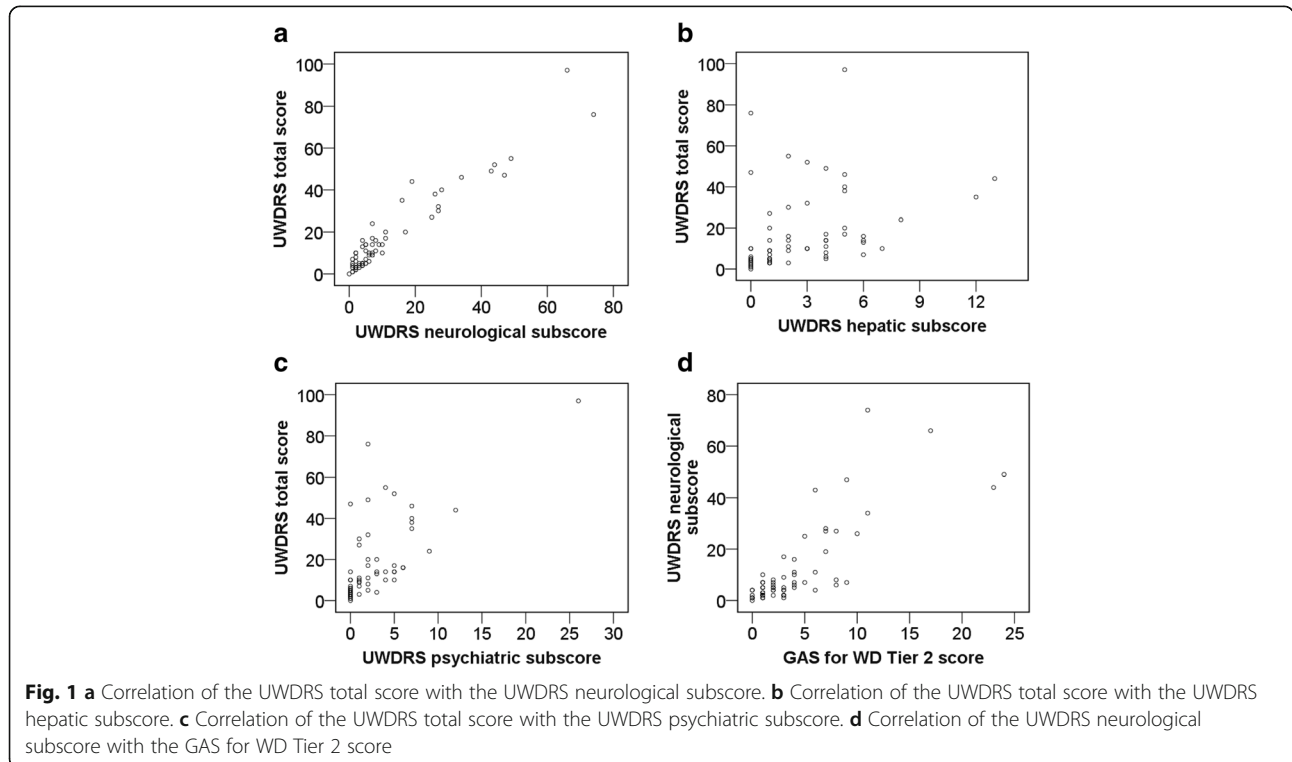 a
UWDRS total score
100
80
60
40
20
0
0 20 40 60 80
UWDRS neurological subscore
b
UWDRS total score
100
80
60
40
20
0
0 3 6 9 12
UWDRS hepatic subscore
c
UWDRS total score
100
80
60
40
20
0
0 5 10 15 20 25 30
UWDRS psychiatric subscore
d
UWDRS neurological
subscore
80
60
40
20
0
0 5 10 15 20 25
GAS for WD Tier 2 score
Fig. 1 a Correlation of the UWDRS total score with the UWDRS neurological subscore. b Correlation of the UWDRS total score with the UWDRS
hepatic subscore. c Correlation of the UWDRS total score with the UWDRS psychiatric subscore. d Correlation of the UWDRS neurological
subscore with the GAS for WD Tier 2 score